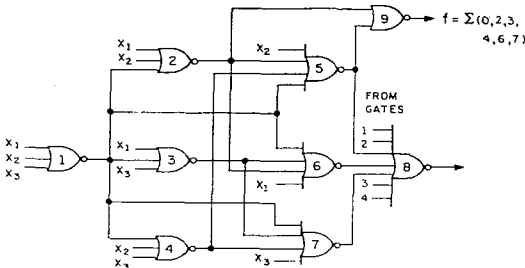 9
f = Σ(0,2,3,
4,6,7)
X₁
X₂
2
X₂
5
FROM
GATES
1
2
X₁
X₂
X₃
1
X₁
X₃
3
X₁
6
8
3
4
X₂
X₃
4
X₃
7